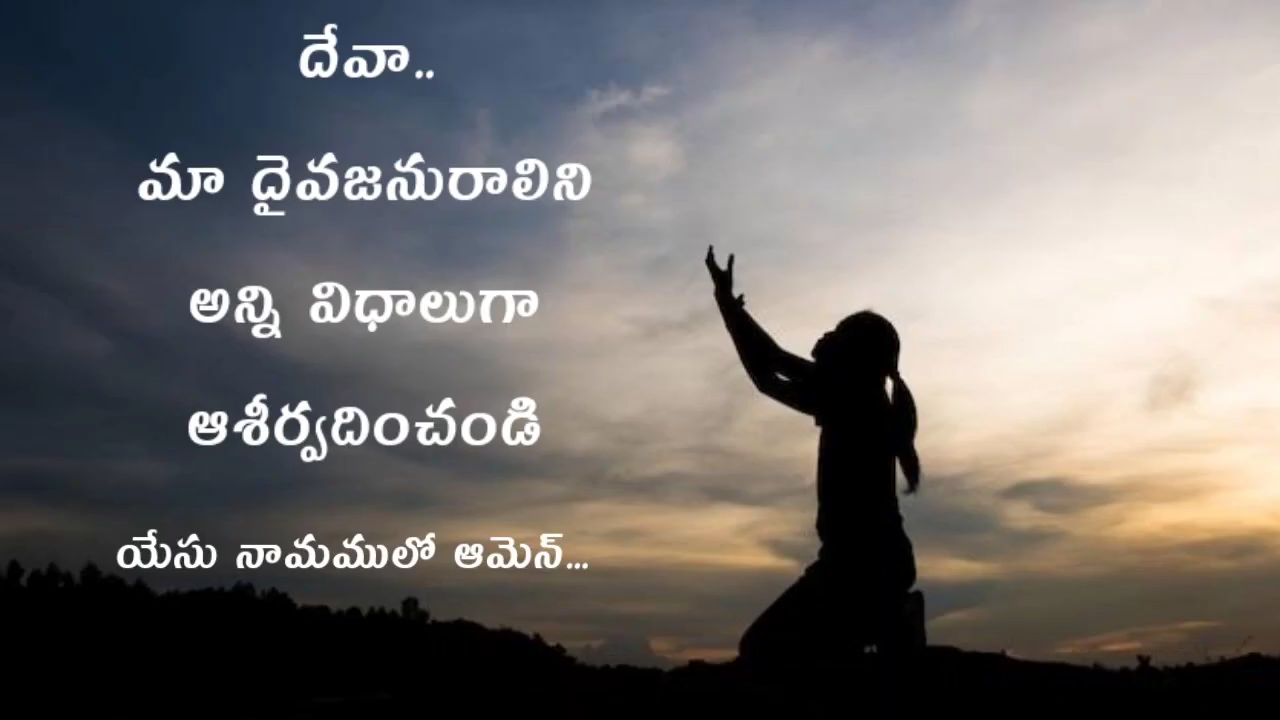 దేవా..
మా దైవజనురాలిని
అన్ని విధాలుగా
ఆశీర్వదించండి
యేసు నామములో ఆమెన్...